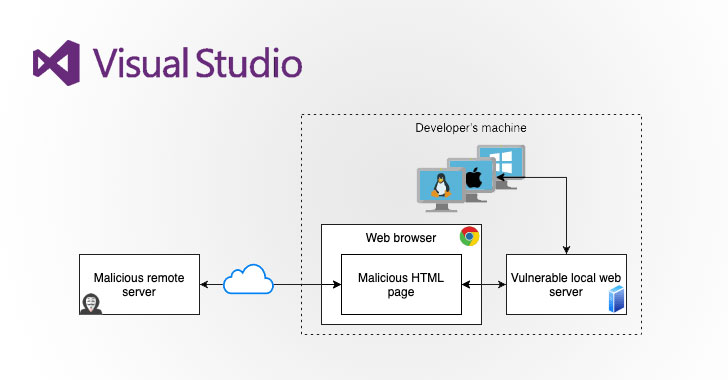 Visual Studio
Developer's machine
Web browser
Malicious remote
server
Malicious HTML
page
Vulnerable local web
server